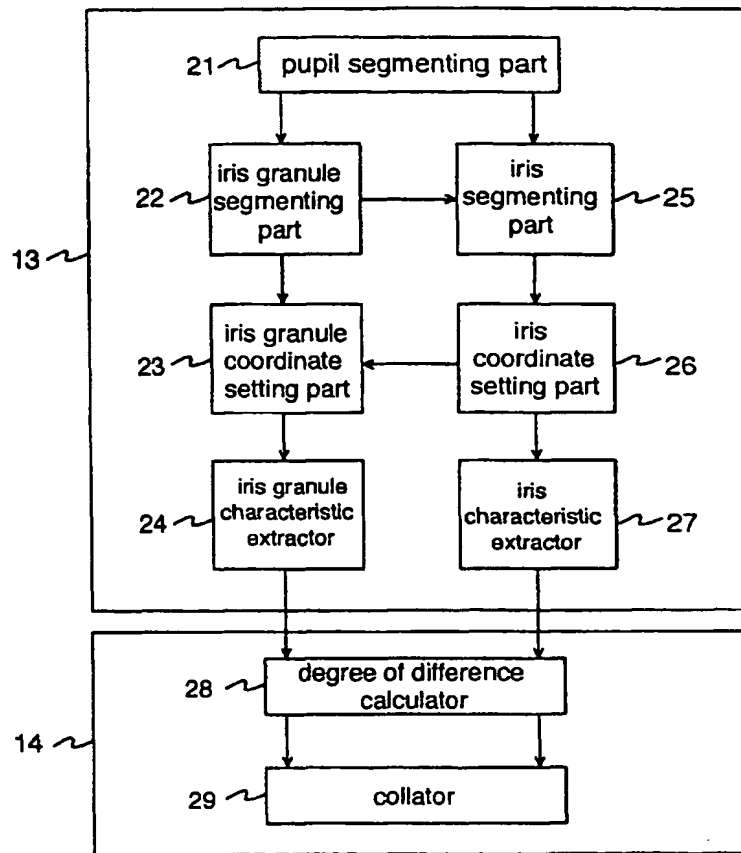 21 pupil segmenting part
22 iris granule
segmenting
part
iris
segmenting
part 25
13
23 iris granule
coordinate
setting part
iris
coordinate
setting part 26
24 iris granule
characteristic
extractor
iris
characteristic
extractor 27
28 degree of difference
calculator
14
29 collator